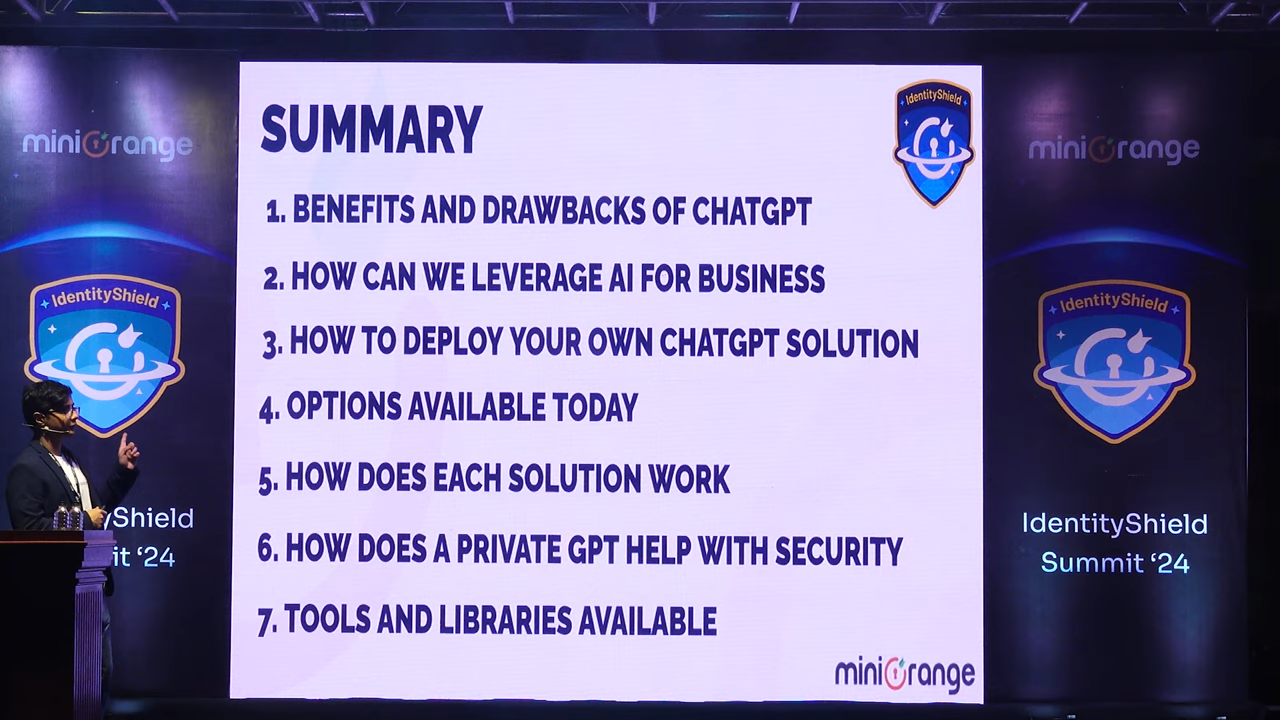 miniOrange
IdentityShield
yShield
it ‘24
SUMMARY
IdentityShield
1. BENEFITS AND DRAWBACKS OF CHATGPT
2. HOW CAN WE LEVERAGE AI FOR BUSINESS
3. HOW TO DEPLOY YOUR OWN CHATGPT SOLUTION
4. OPTIONS AVAILABLE TODAY
5. HOW DOES EACH SOLUTION WORK
6. HOW DOES A PRIVATE GPT HELP WITH SECURITY
7. TOOLS AND LIBRARIES AVAILABLE
miniOrange
miniOrange
IdentityShield
IdentityShield
Summit ‘24